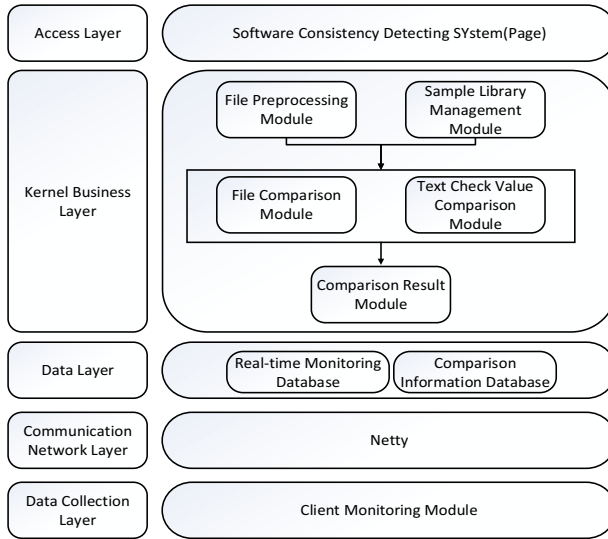 Access Layer
Software Consistency Detecting SYstem(Page)
Kernel Business
Layer
File Preprocessing
Module
Sample Library
Management
Module
File Comparison
Module
Text Check Value
Comparison
Module
Comparison Result
Module
Data Layer
Real-time Monitoring
Database
Comparison
Information Database
Communication
Network Layer
Netty
Data Collection
Layer
Client Monitoring Module